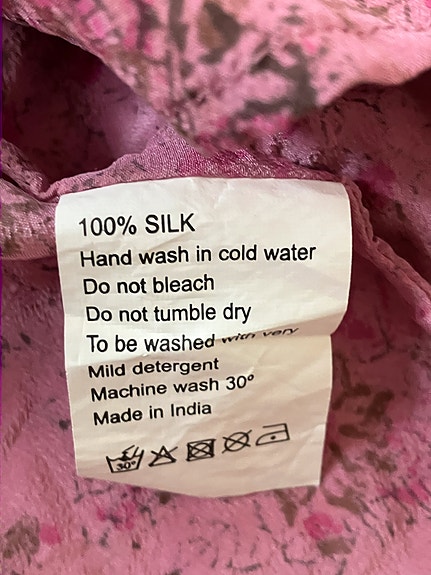 100% SILK
Hand wash in cold water
Do not bleach
Do not tumble dry
To be washed with very
Mild detergent
Machine wash 30º
Made in India
30°